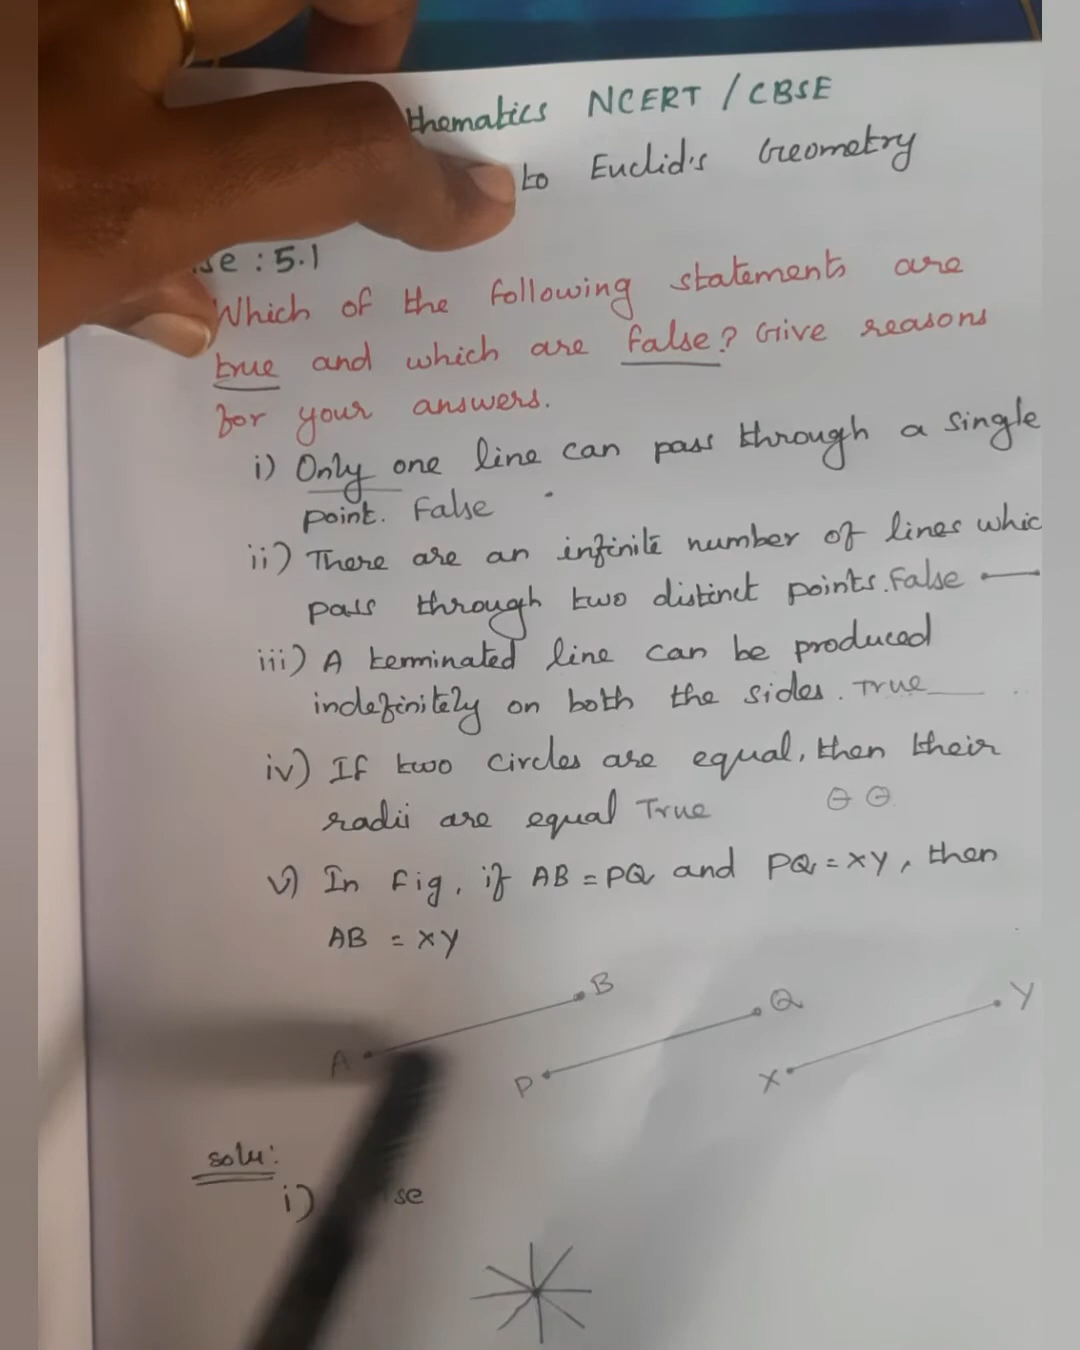 thematics NCERT / CBSE
to Euclid's Geometry
se : 5.1
Which of the following statements are
true and which are false? Give reasons
for your answers.
i) Only one line can pass through a single
point. False
ii) There are an infinite number of lines whic
pass through two distinct points. False
iii) A terminated line can be produced
indefinitely on both the sides. True
iv) If two circles are equal, then their
radii are equal True
v) In fig, if AB = PQ and PQ = XY, then
AB = XY
A B P Q X Y
solu:
i) se